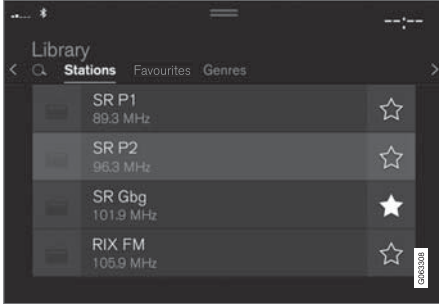 --:--
Library
Stations Favourites Genres
SR P1
89.3 MHz
SR P2
96.3 MHz
SR Gbg
101.9 MHz
RIX FM
105.9 MHz
G063308